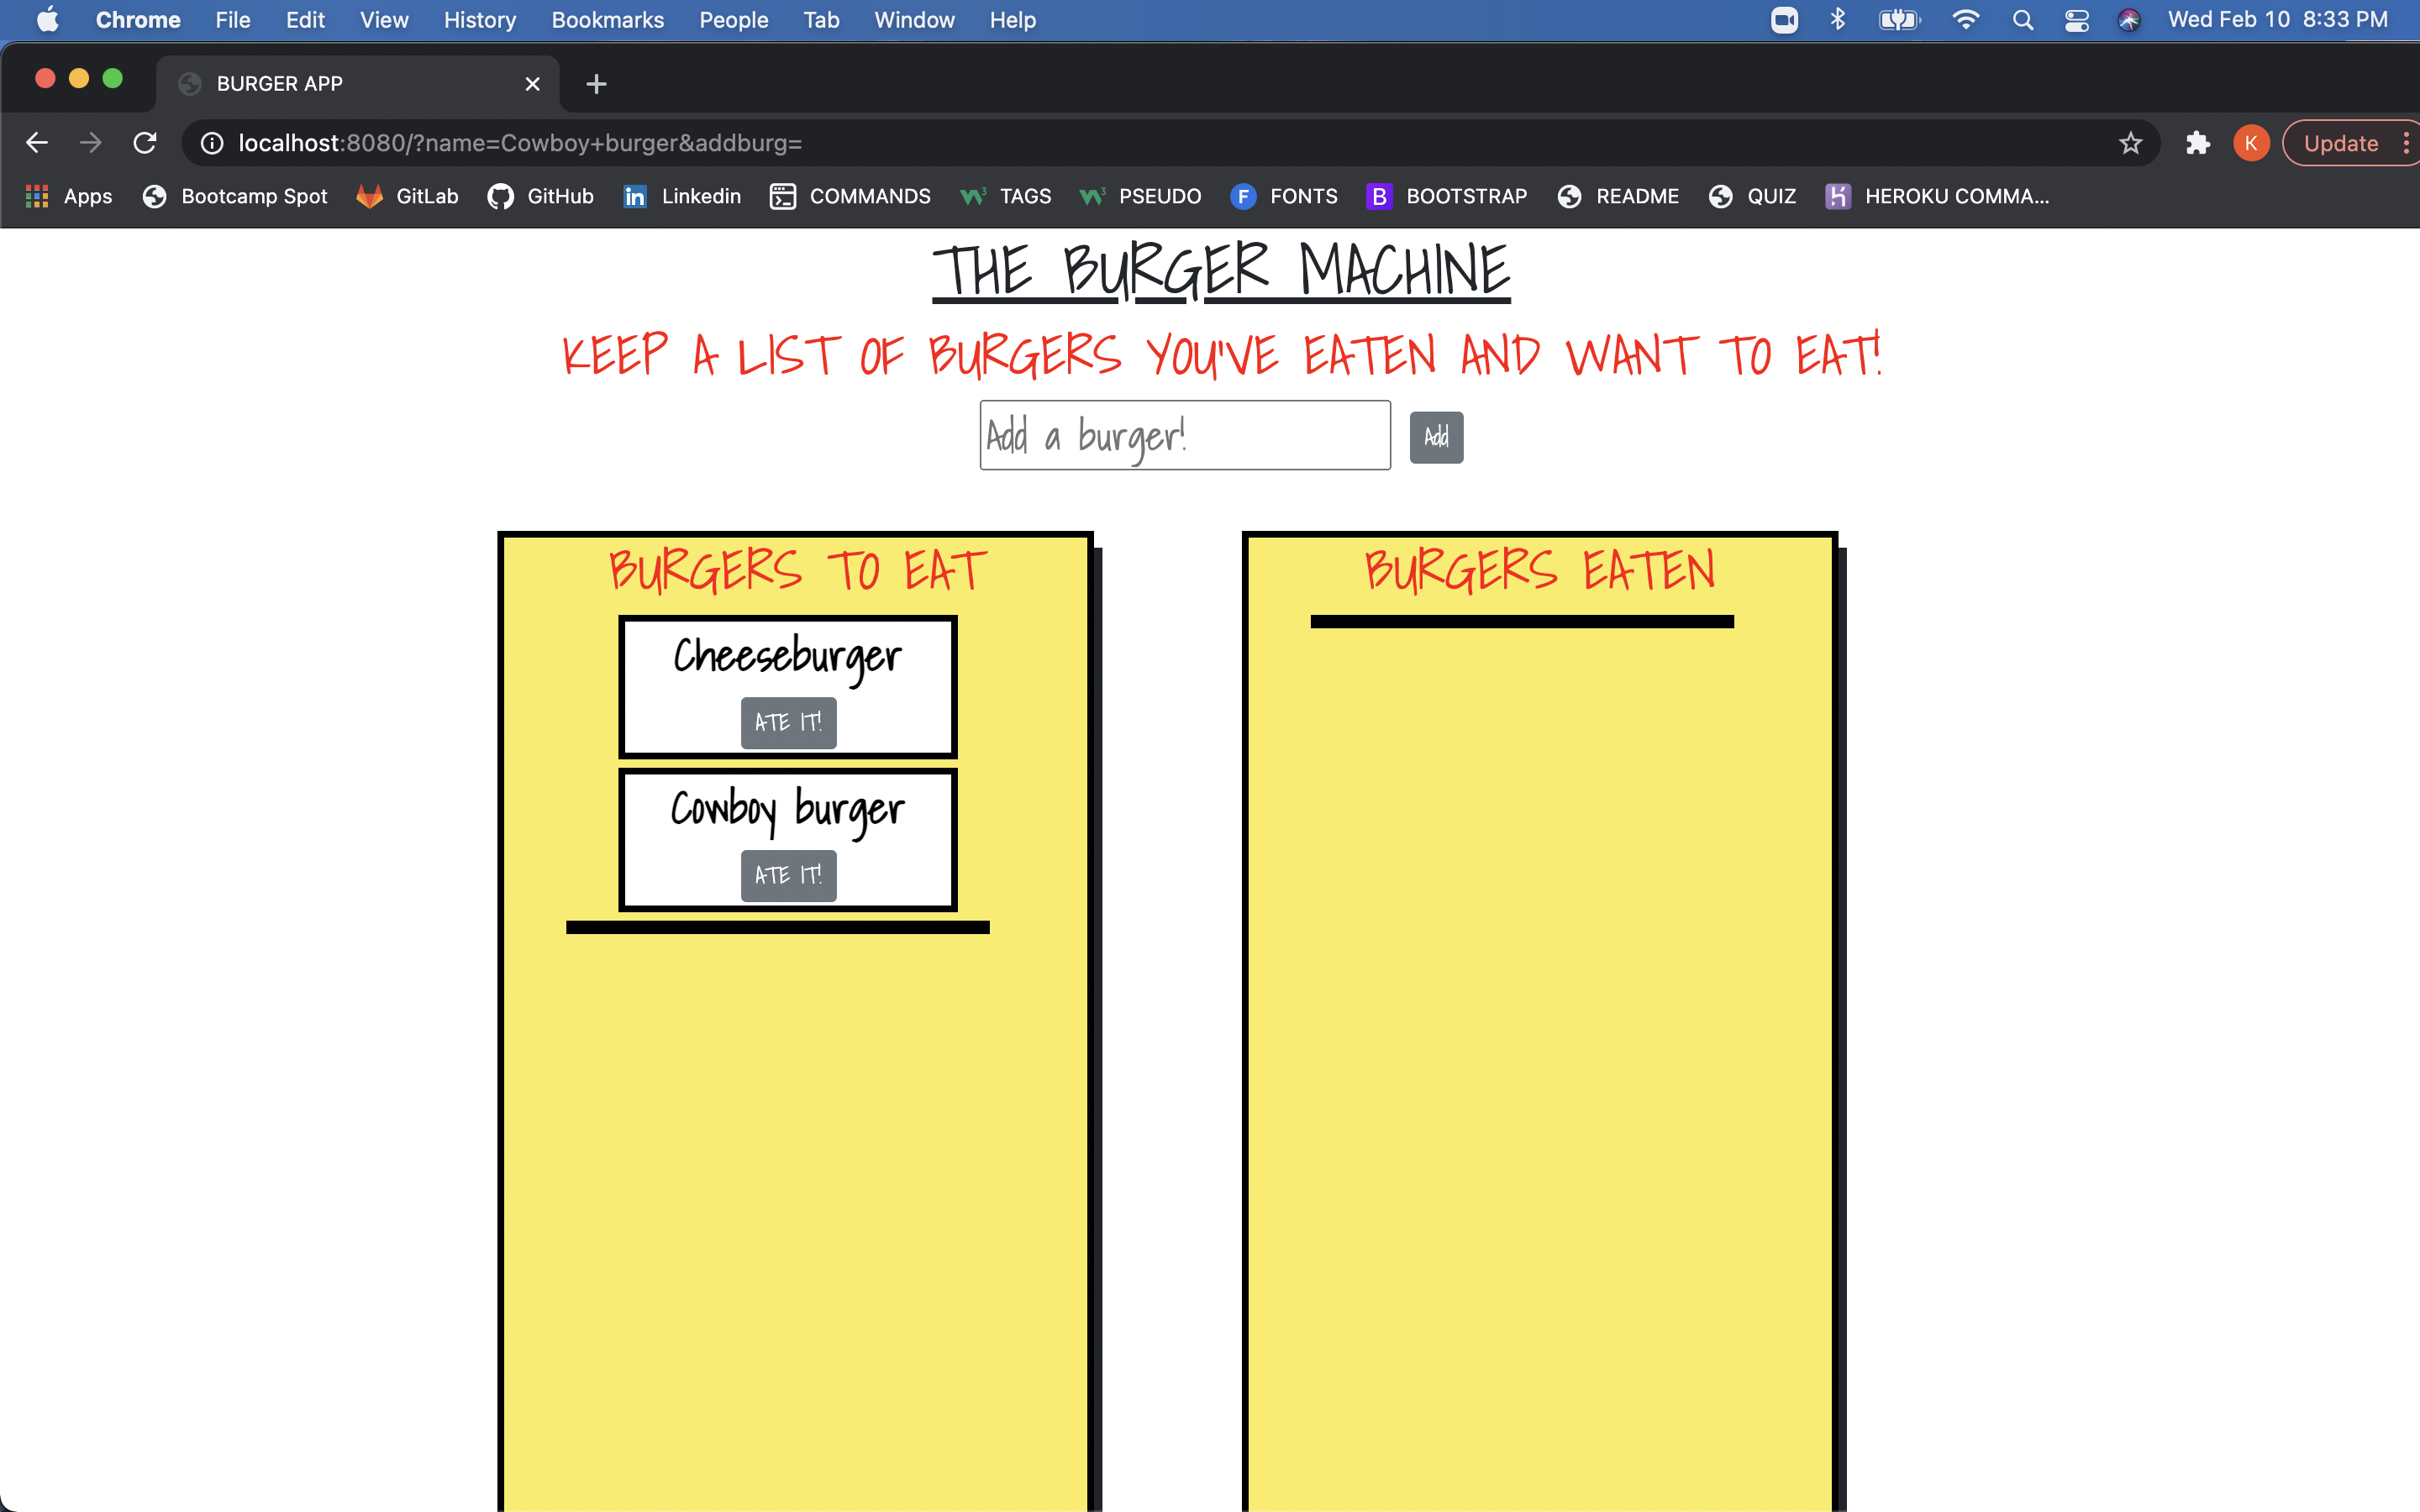 Chrome File Edit View History Bookmarks People Tab Window Help Wed Feb 10 8:33 PM
BURGER APP
localhost:8080/?name=Cowboy+burger&addburg= K Update
Apps Bootcamp Spot GitLab GitHub in Linkedin COMMANDS W3 TAGS W3 PSEUDO F FONTS B BOOTSTRAP README QUIZ HEROKU COMMA...
THE BURGER MACHINE
KEEP A LIST OF BURGERS YOU'VE EATEN AND WANT TO EAT!
Add a burger! Add
BURGERS TO EAT
Cheeseburger
ATE IT!
Cowboy burger
ATE IT!
BURGERS EATEN